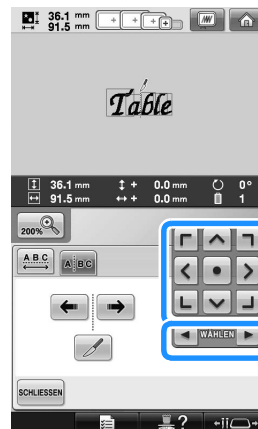 36.1 mm
91.5 mm
Table
36.1 mm 0.0 mm 0°
91.5 mm 0.0 mm 1
200%
ABC A BC
WÄHLEN
SCHLIESSEN
?